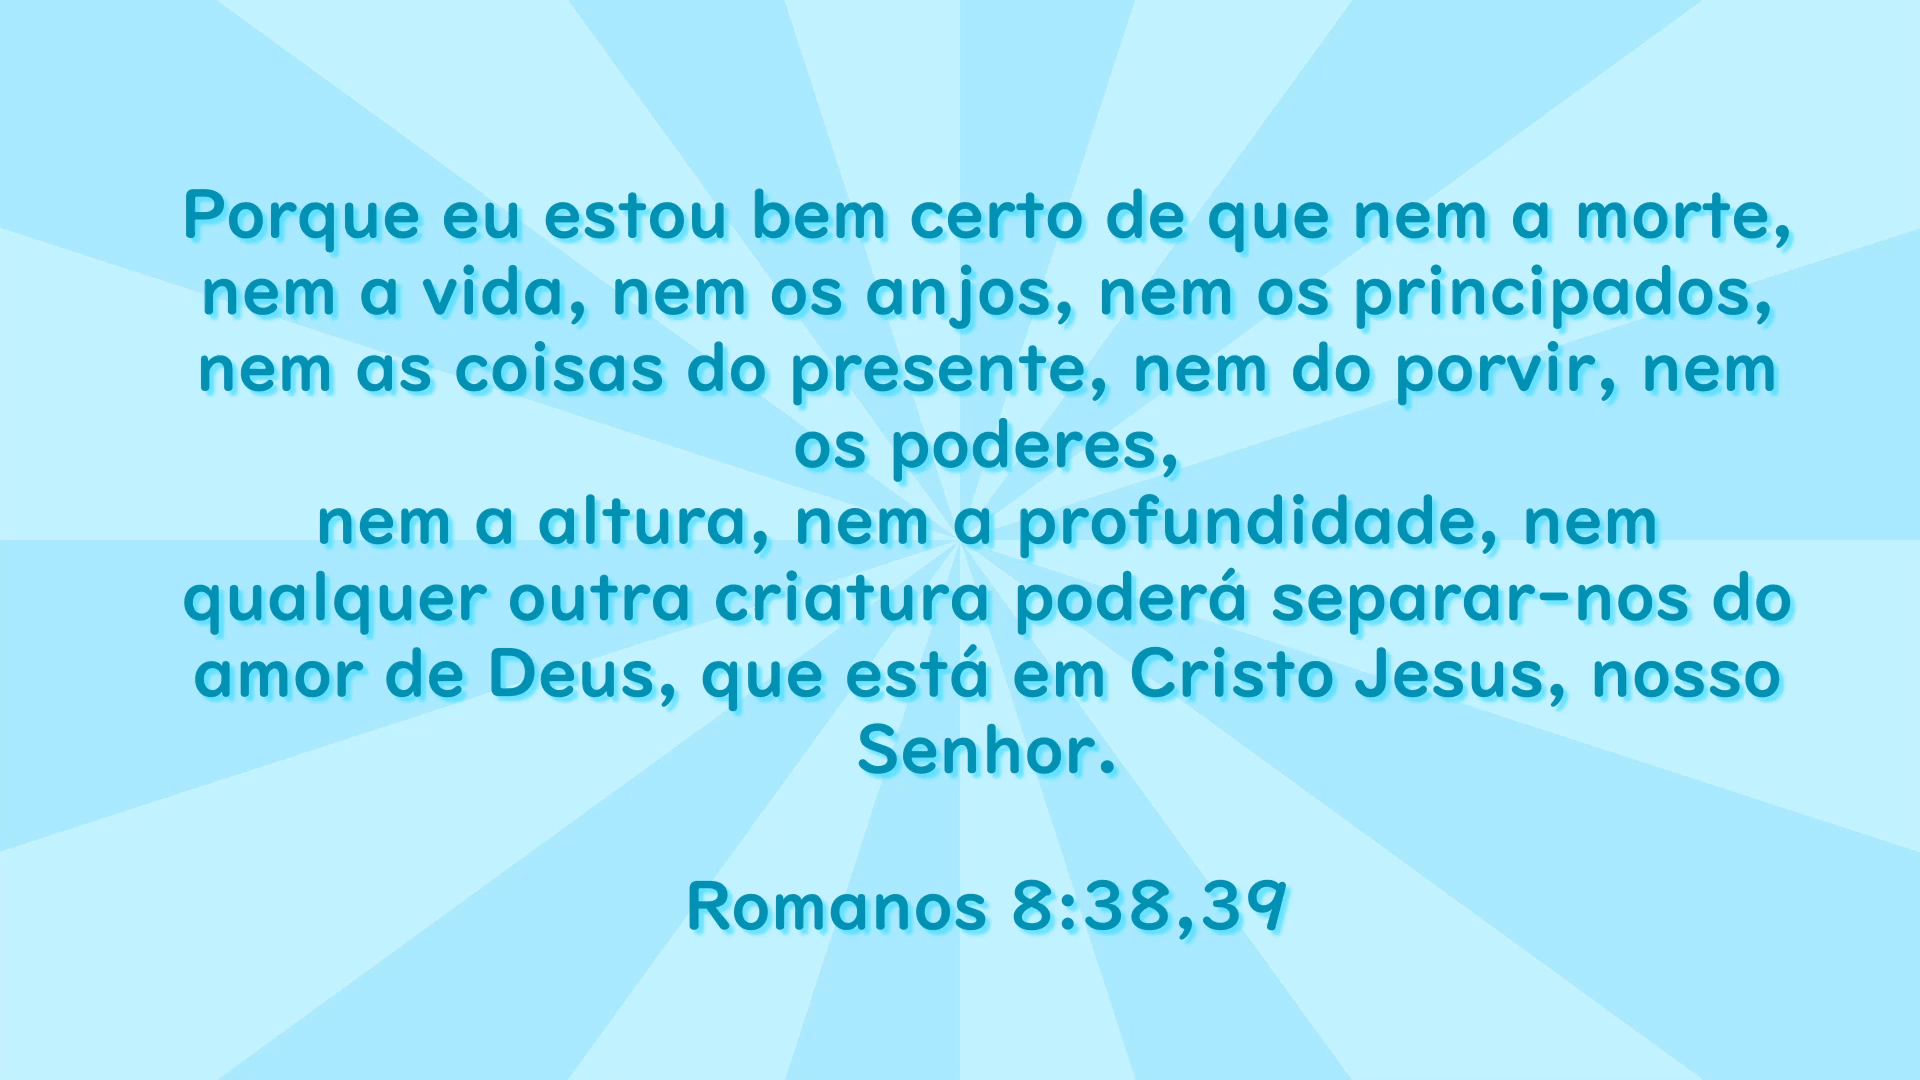 Porque eu estou bem certo de que nem a morte,
nem a vida, nem os anjos, nem os principados,
nem as coisas do presente, nem do porvir, nem
os poderes,
nem a altura, nem a profundidade, nem
qualquer outra criatura poderá separar-nos do
amor de Deus, que está em Cristo Jesus, nosso
Senhor.
Romanos 8:38,39